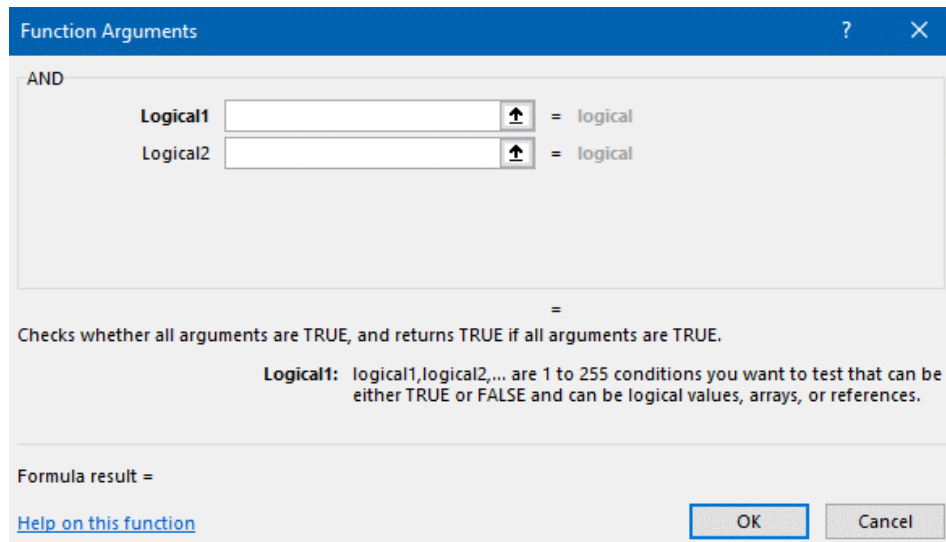 Function Arguments ? ×
AND
Logical1 = logical
Logical2 = logical
=
Checks whether all arguments are TRUE, and returns TRUE if all arguments are TRUE.
Logical1: logical1,logical2,... are 1 to 255 conditions you want to test that can be
either TRUE or FALSE and can be logical values, arrays, or references.
Formula result =
Help on this function
OK Cancel